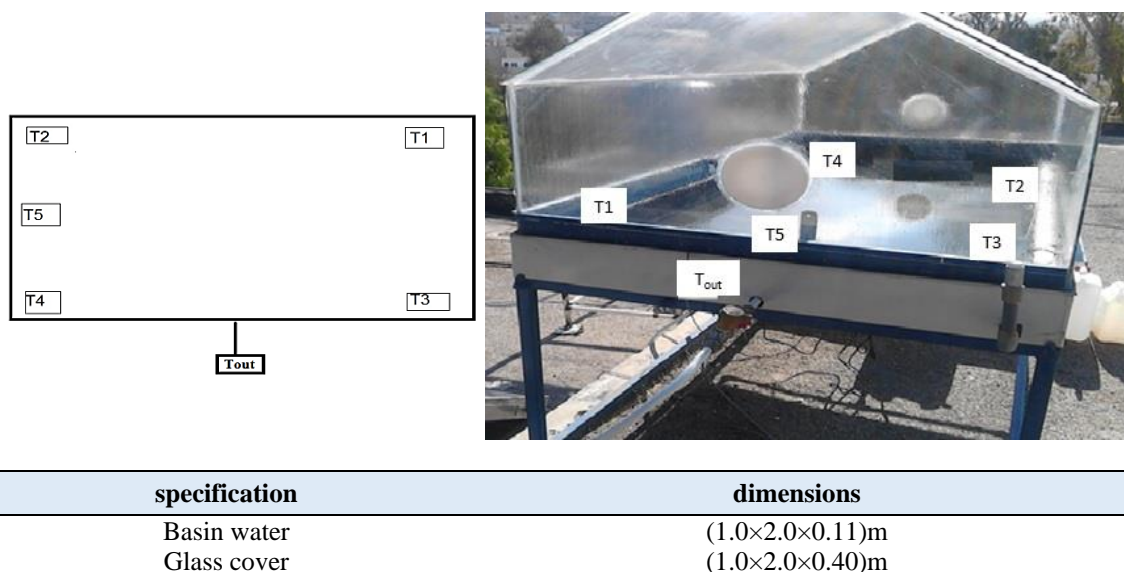 T2
T1
T5
T4
T3
Tout
T4
T2
T1
T5
T3
Tout
specification dimensions
Basin water (1.0×2.0×0.11)m
Glass cover (1.0×2.0×0.40)m